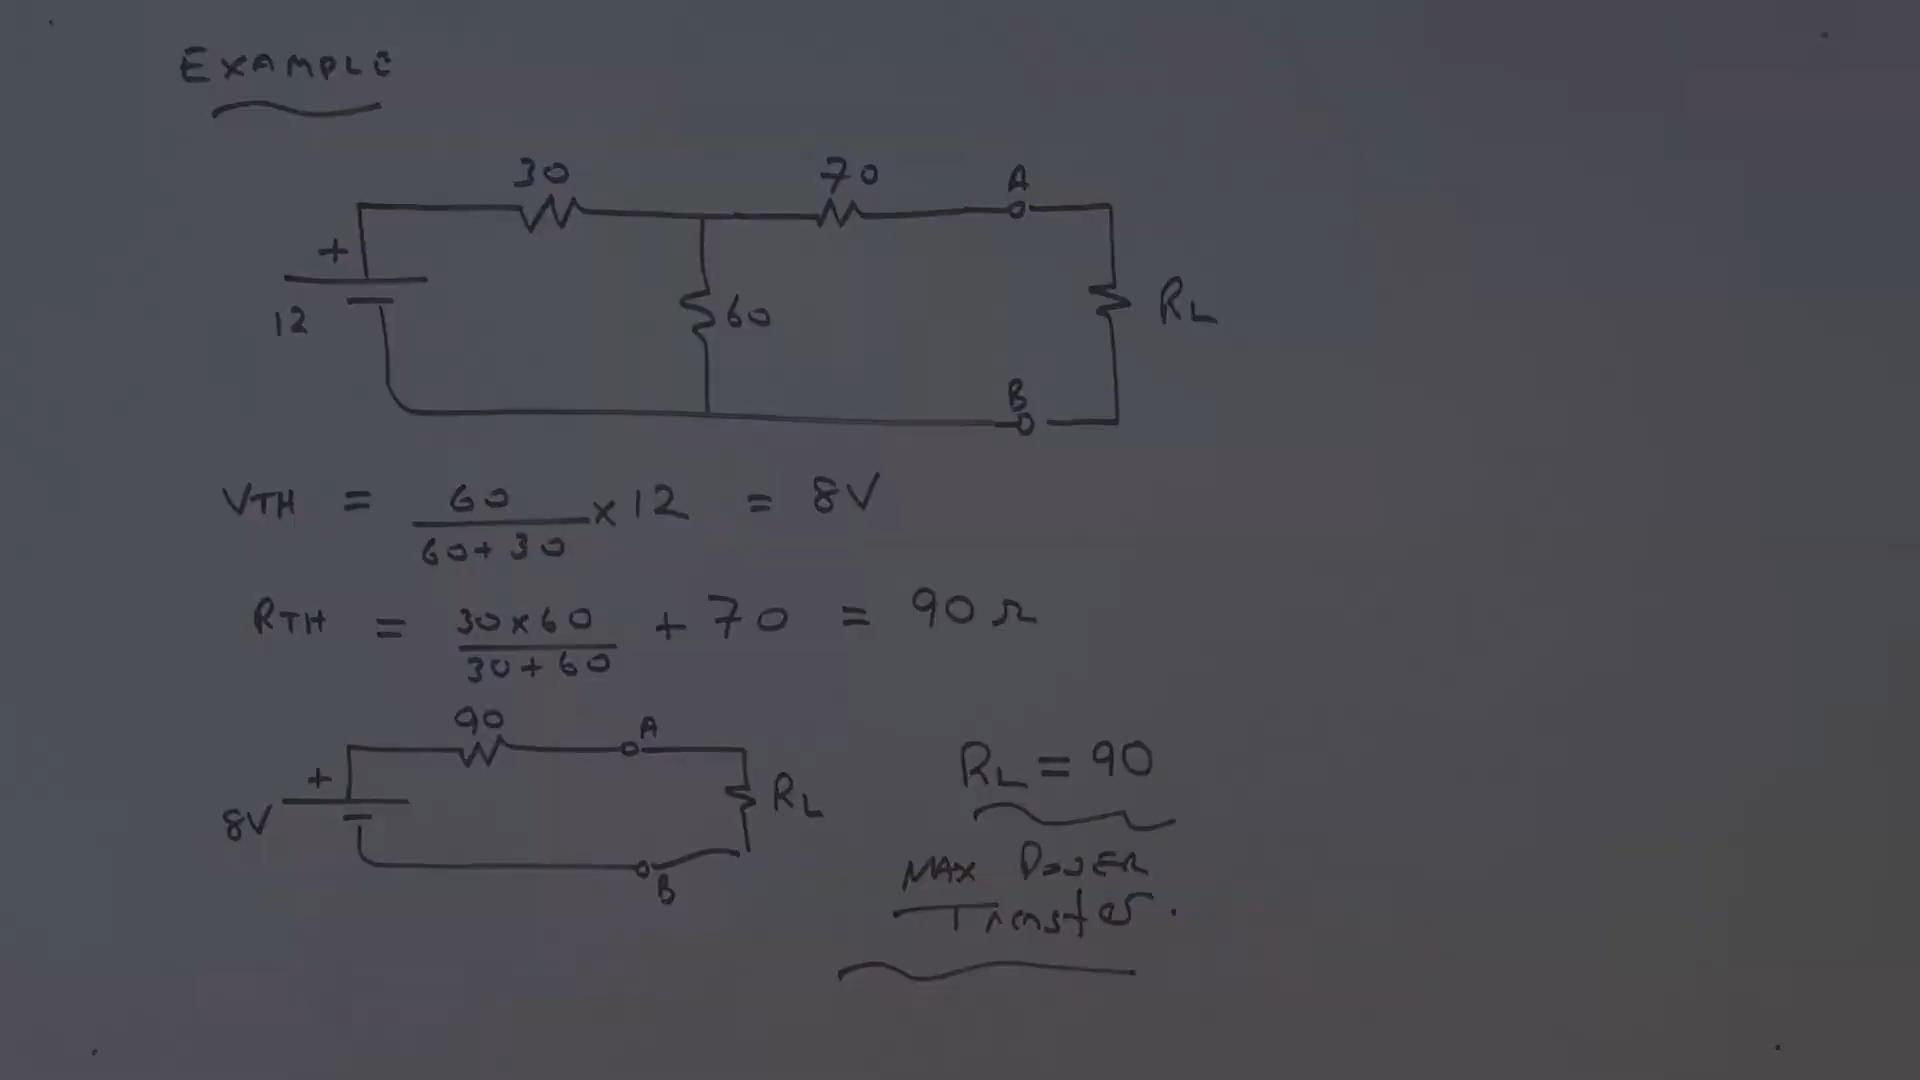 EXAMPLE
30 70 A
+
12 60 RL
B
VTH = 60 / 60+30 x 12 = 8V
RTH = 30x60 / 30+60 + 70 = 90 Ω
90 A
+
8V RL
B
RL = 90
MAX POWER
Transfer.